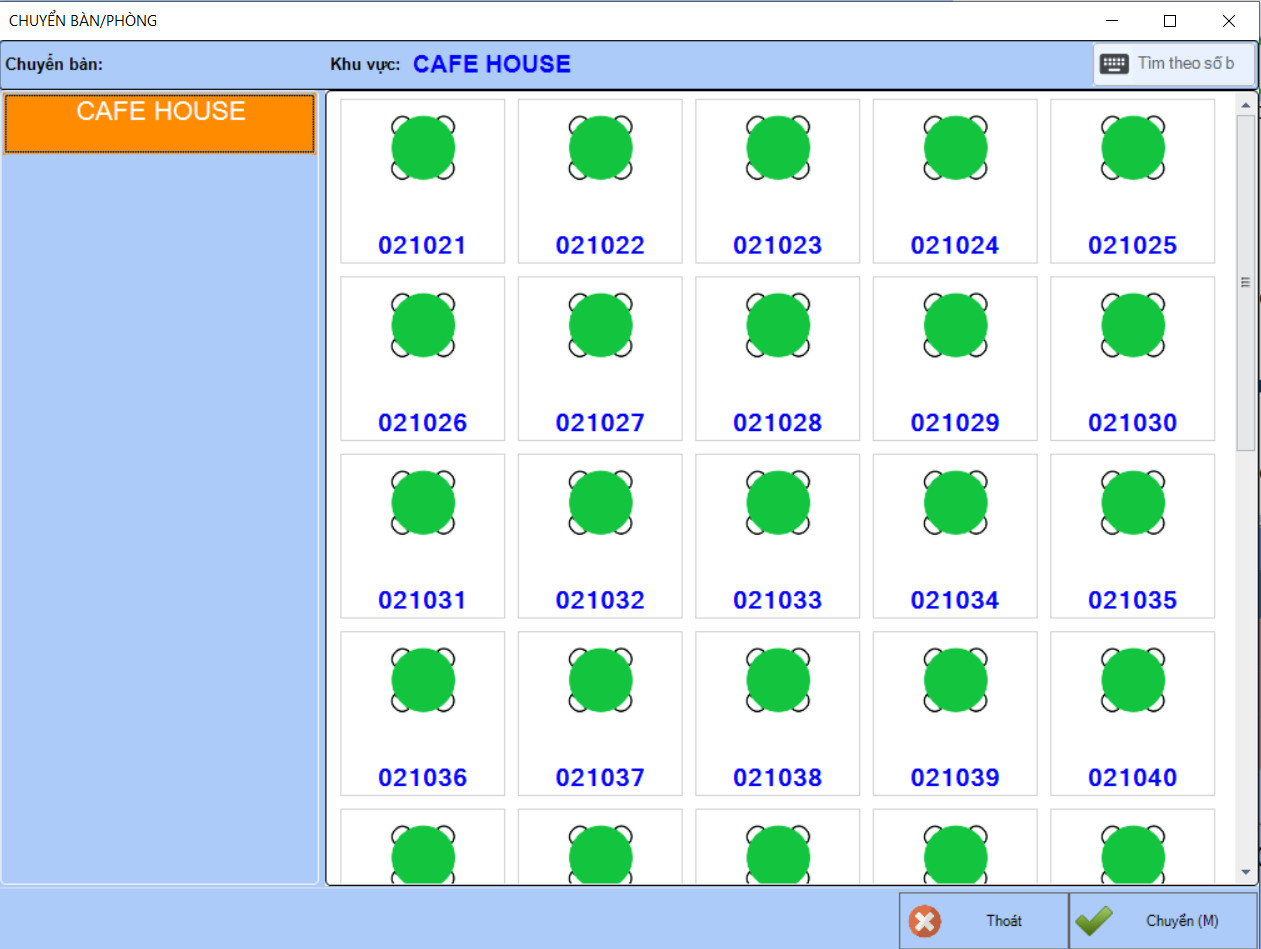 CHUYỂN BÀN/PHÒNG
Chuyển bàn:
Khu vực: CAFE HOUSE
Tìm theo số b
CAFE HOUSE
021021 021022 021023 021024 021025
021026 021027 021028 021029 021030
021031 021032 021033 021034 021035
021036 021037 021038 021039 021040
Thoát
Chuyển (M)